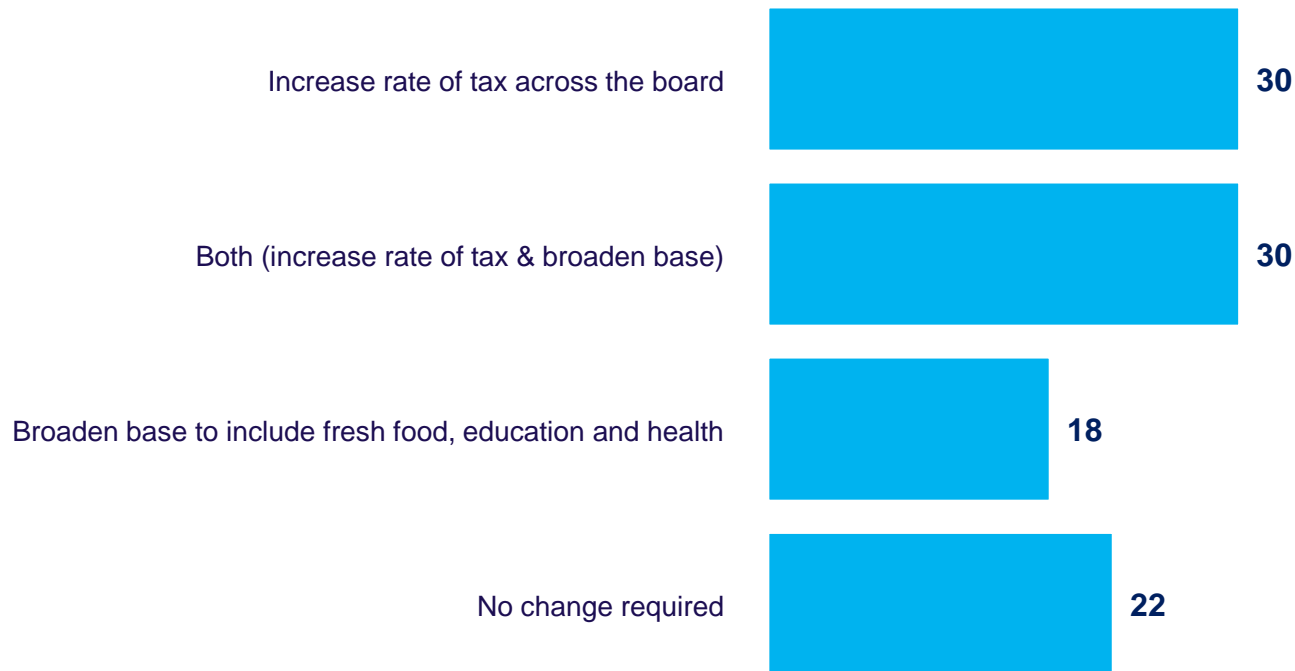 Increase rate of tax across the board
30
Both (increase rate of tax & broaden base)
30
Broaden base to include fresh food, education and health
18
No change required
22